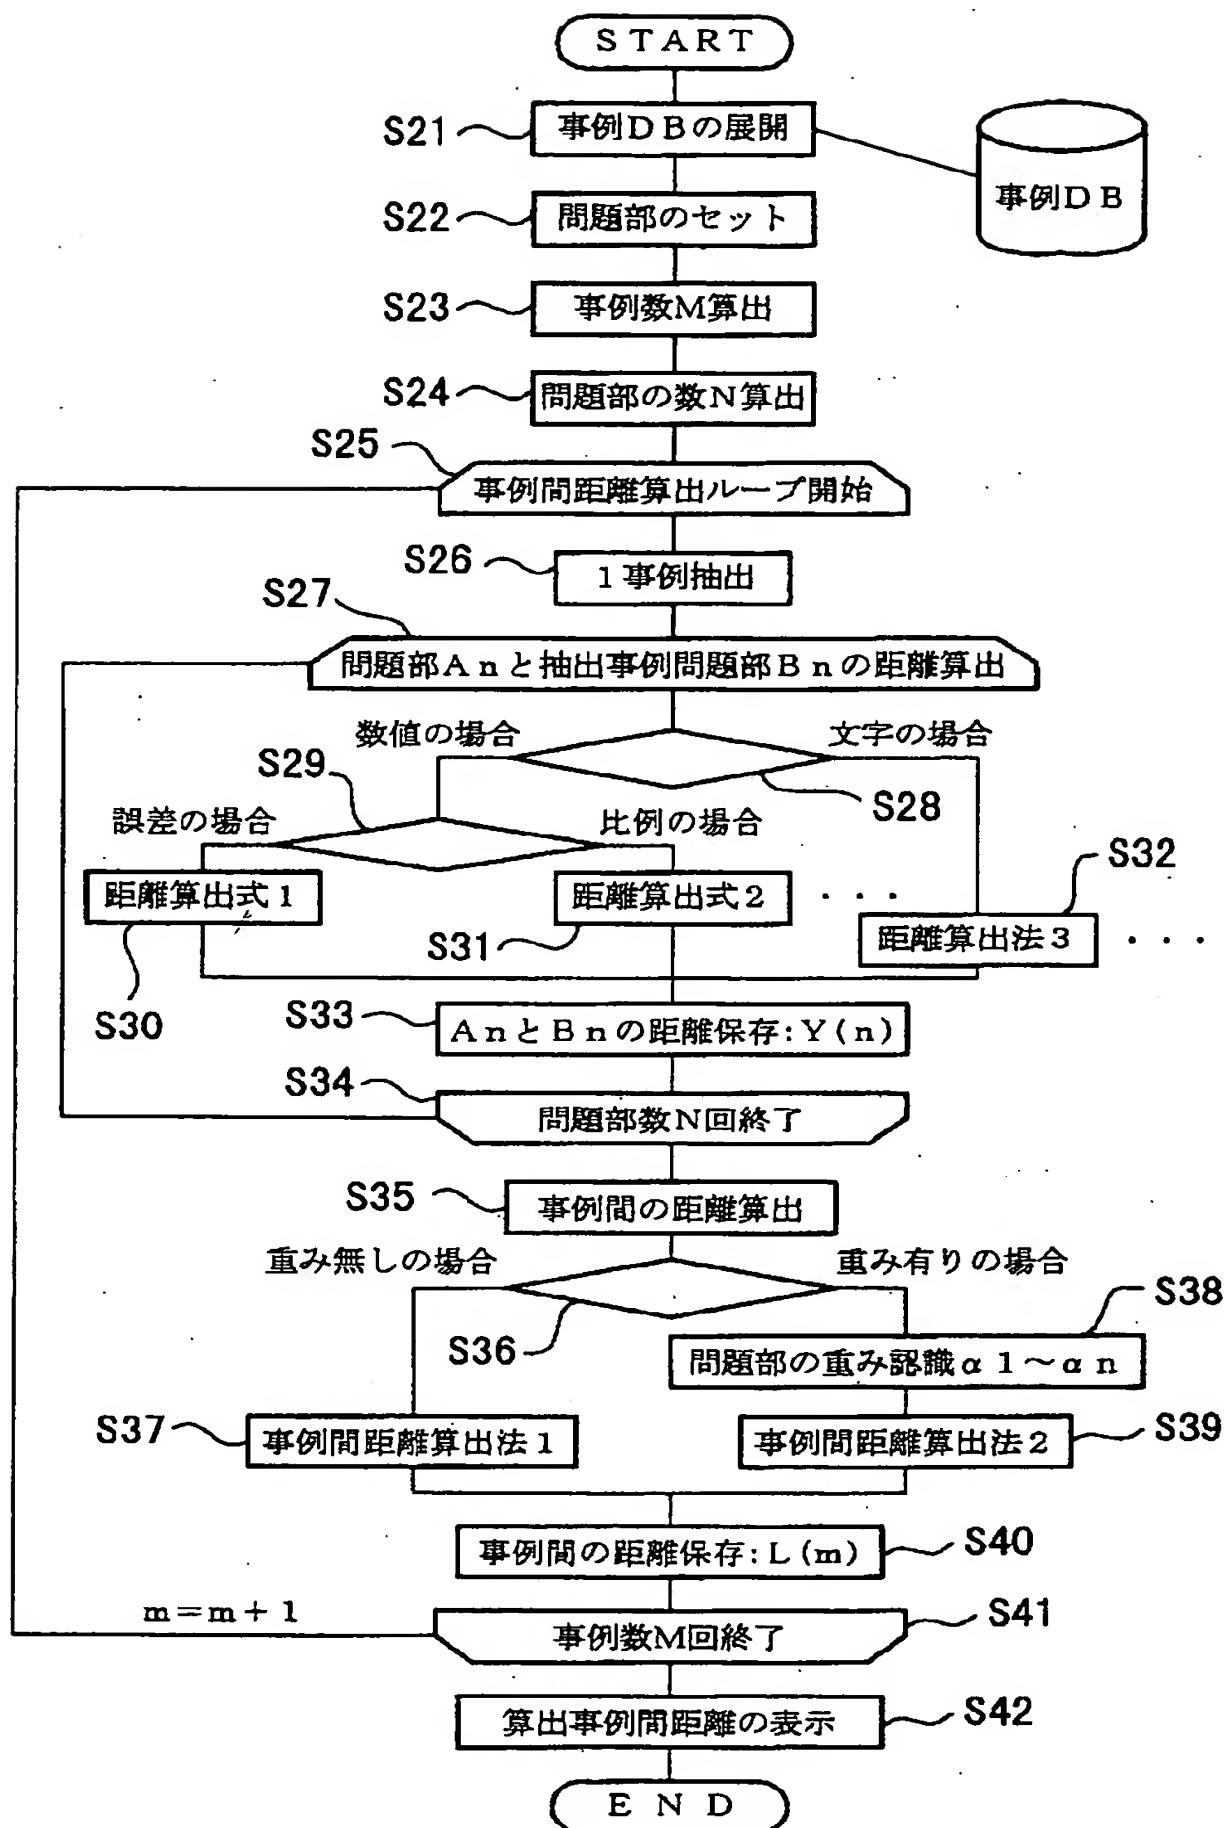 START
S21
事例DBの展開
事例DB
S22
問題部のセット
S23
事例数M算出
S24
問題部の数N算出
S25
事例間距離算出ループ開始
S26
1事例抽出
S27
問題部Anと抽出事例問題部Bnの距離算出
数値の場合
文字の場合
S29
S28
誤差の場合
比例の場合
S32
距離算出式1
距離算出式2
・・・
距離算出法3
・・・
S31
S30
S33
AnとBnの距離保存:Y(n)
S34
問題部数N回終了
S35
事例間の距離算出
重み無しの場合
重み有りの場合
S38
S36
問題部の重み認識α1～αn
S37
事例間距離算出法1
事例間距離算出法2
S39
事例間の距離保存:L(m)
S40
m=m+1
事例数M回終了
S41
算出事例間距離の表示
S42
END